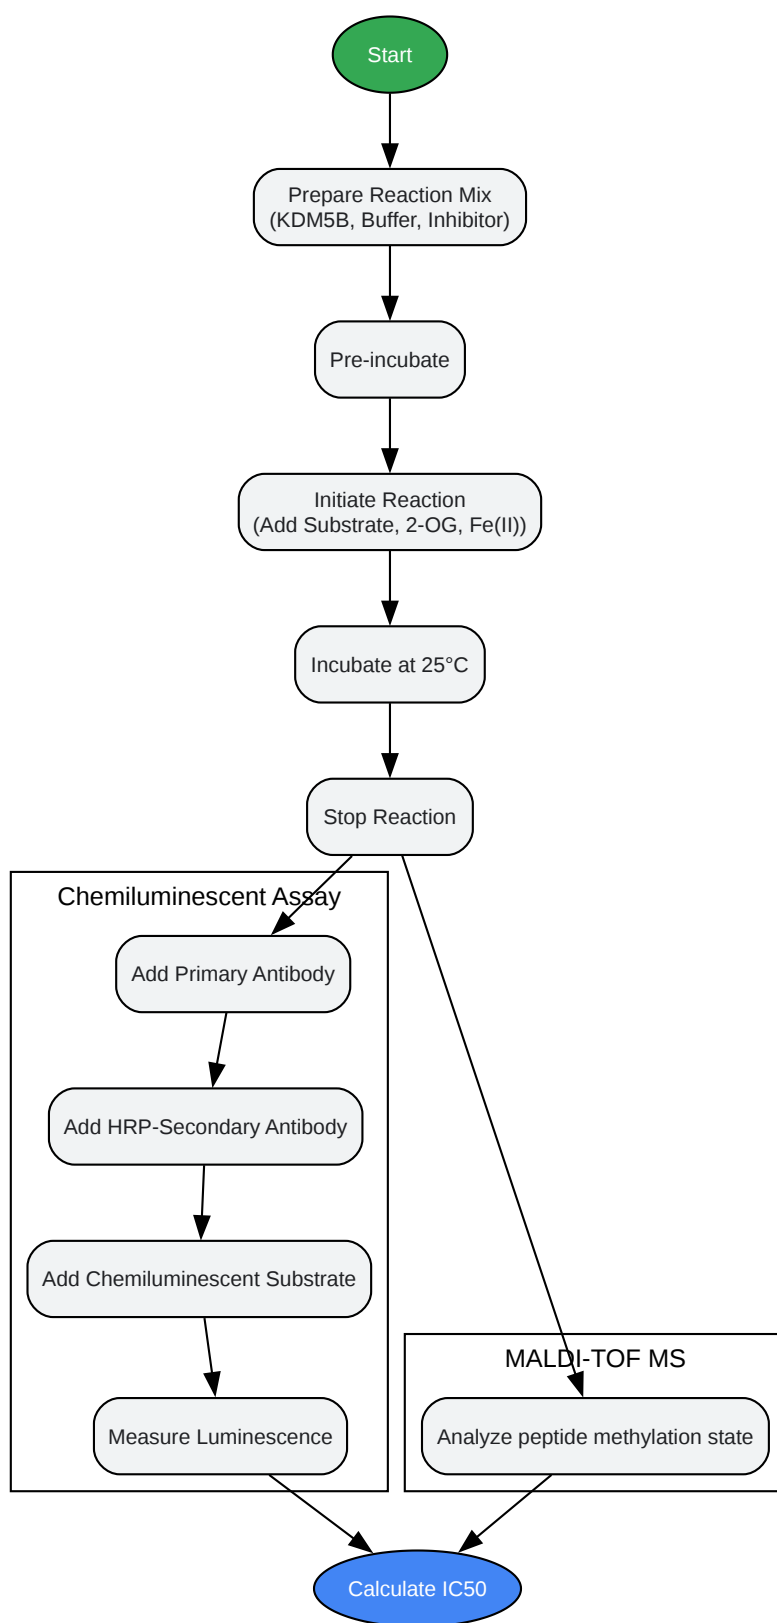 Start
Prepare Reaction Mix
(KDM5B, Buffer, Inhibitor)
Pre-incubate
Initiate Reaction
(Add Substrate, 2-OG, Fe(II))
Incubate at 25°C
Stop Reaction
Chemiluminescent Assay
Add Primary Antibody
Add HRP-Secondary Antibody
Add Chemiluminescent Substrate
Measure Luminescence
MALDI-TOF MS
Analyze peptide methylation state
Calculate IC50